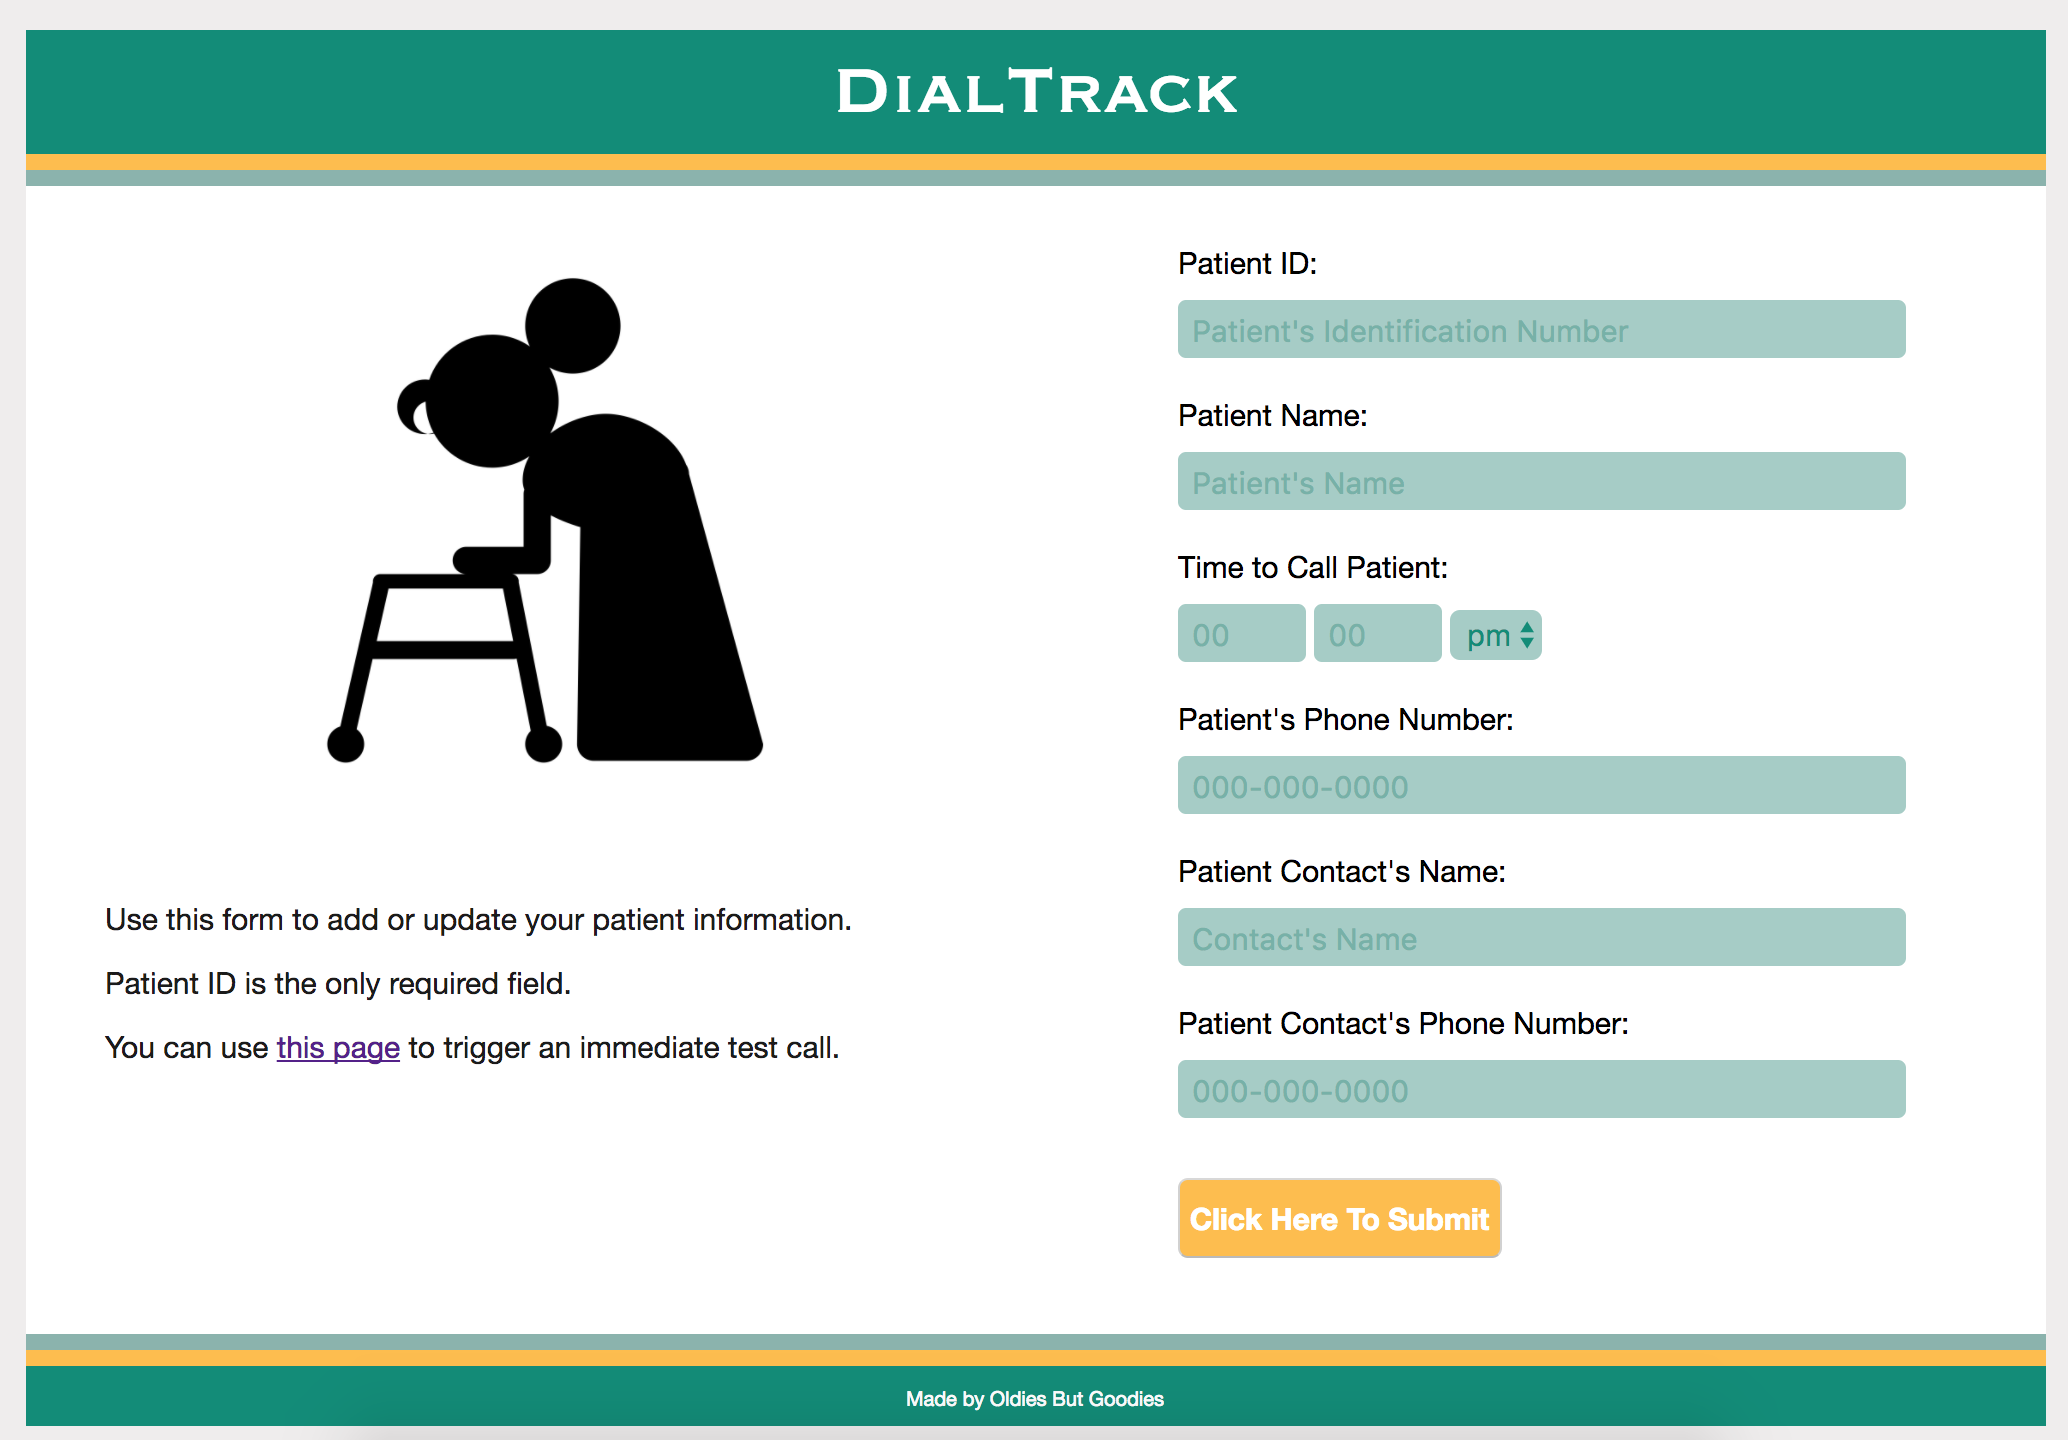 DialTrack
Use this form to add or update your patient information.
Patient ID is the only required field.
You can use this page to trigger an immediate test call.
Patient ID:
Patient's Identification Number
Patient Name:
Patient's Name
Time to Call Patient:
00 00 pm
Patient's Phone Number:
000-000-0000
Patient Contact's Name:
Contact's Name
Patient Contact's Phone Number:
000-000-0000
Click Here To Submit
Made by Oldies But Goodies